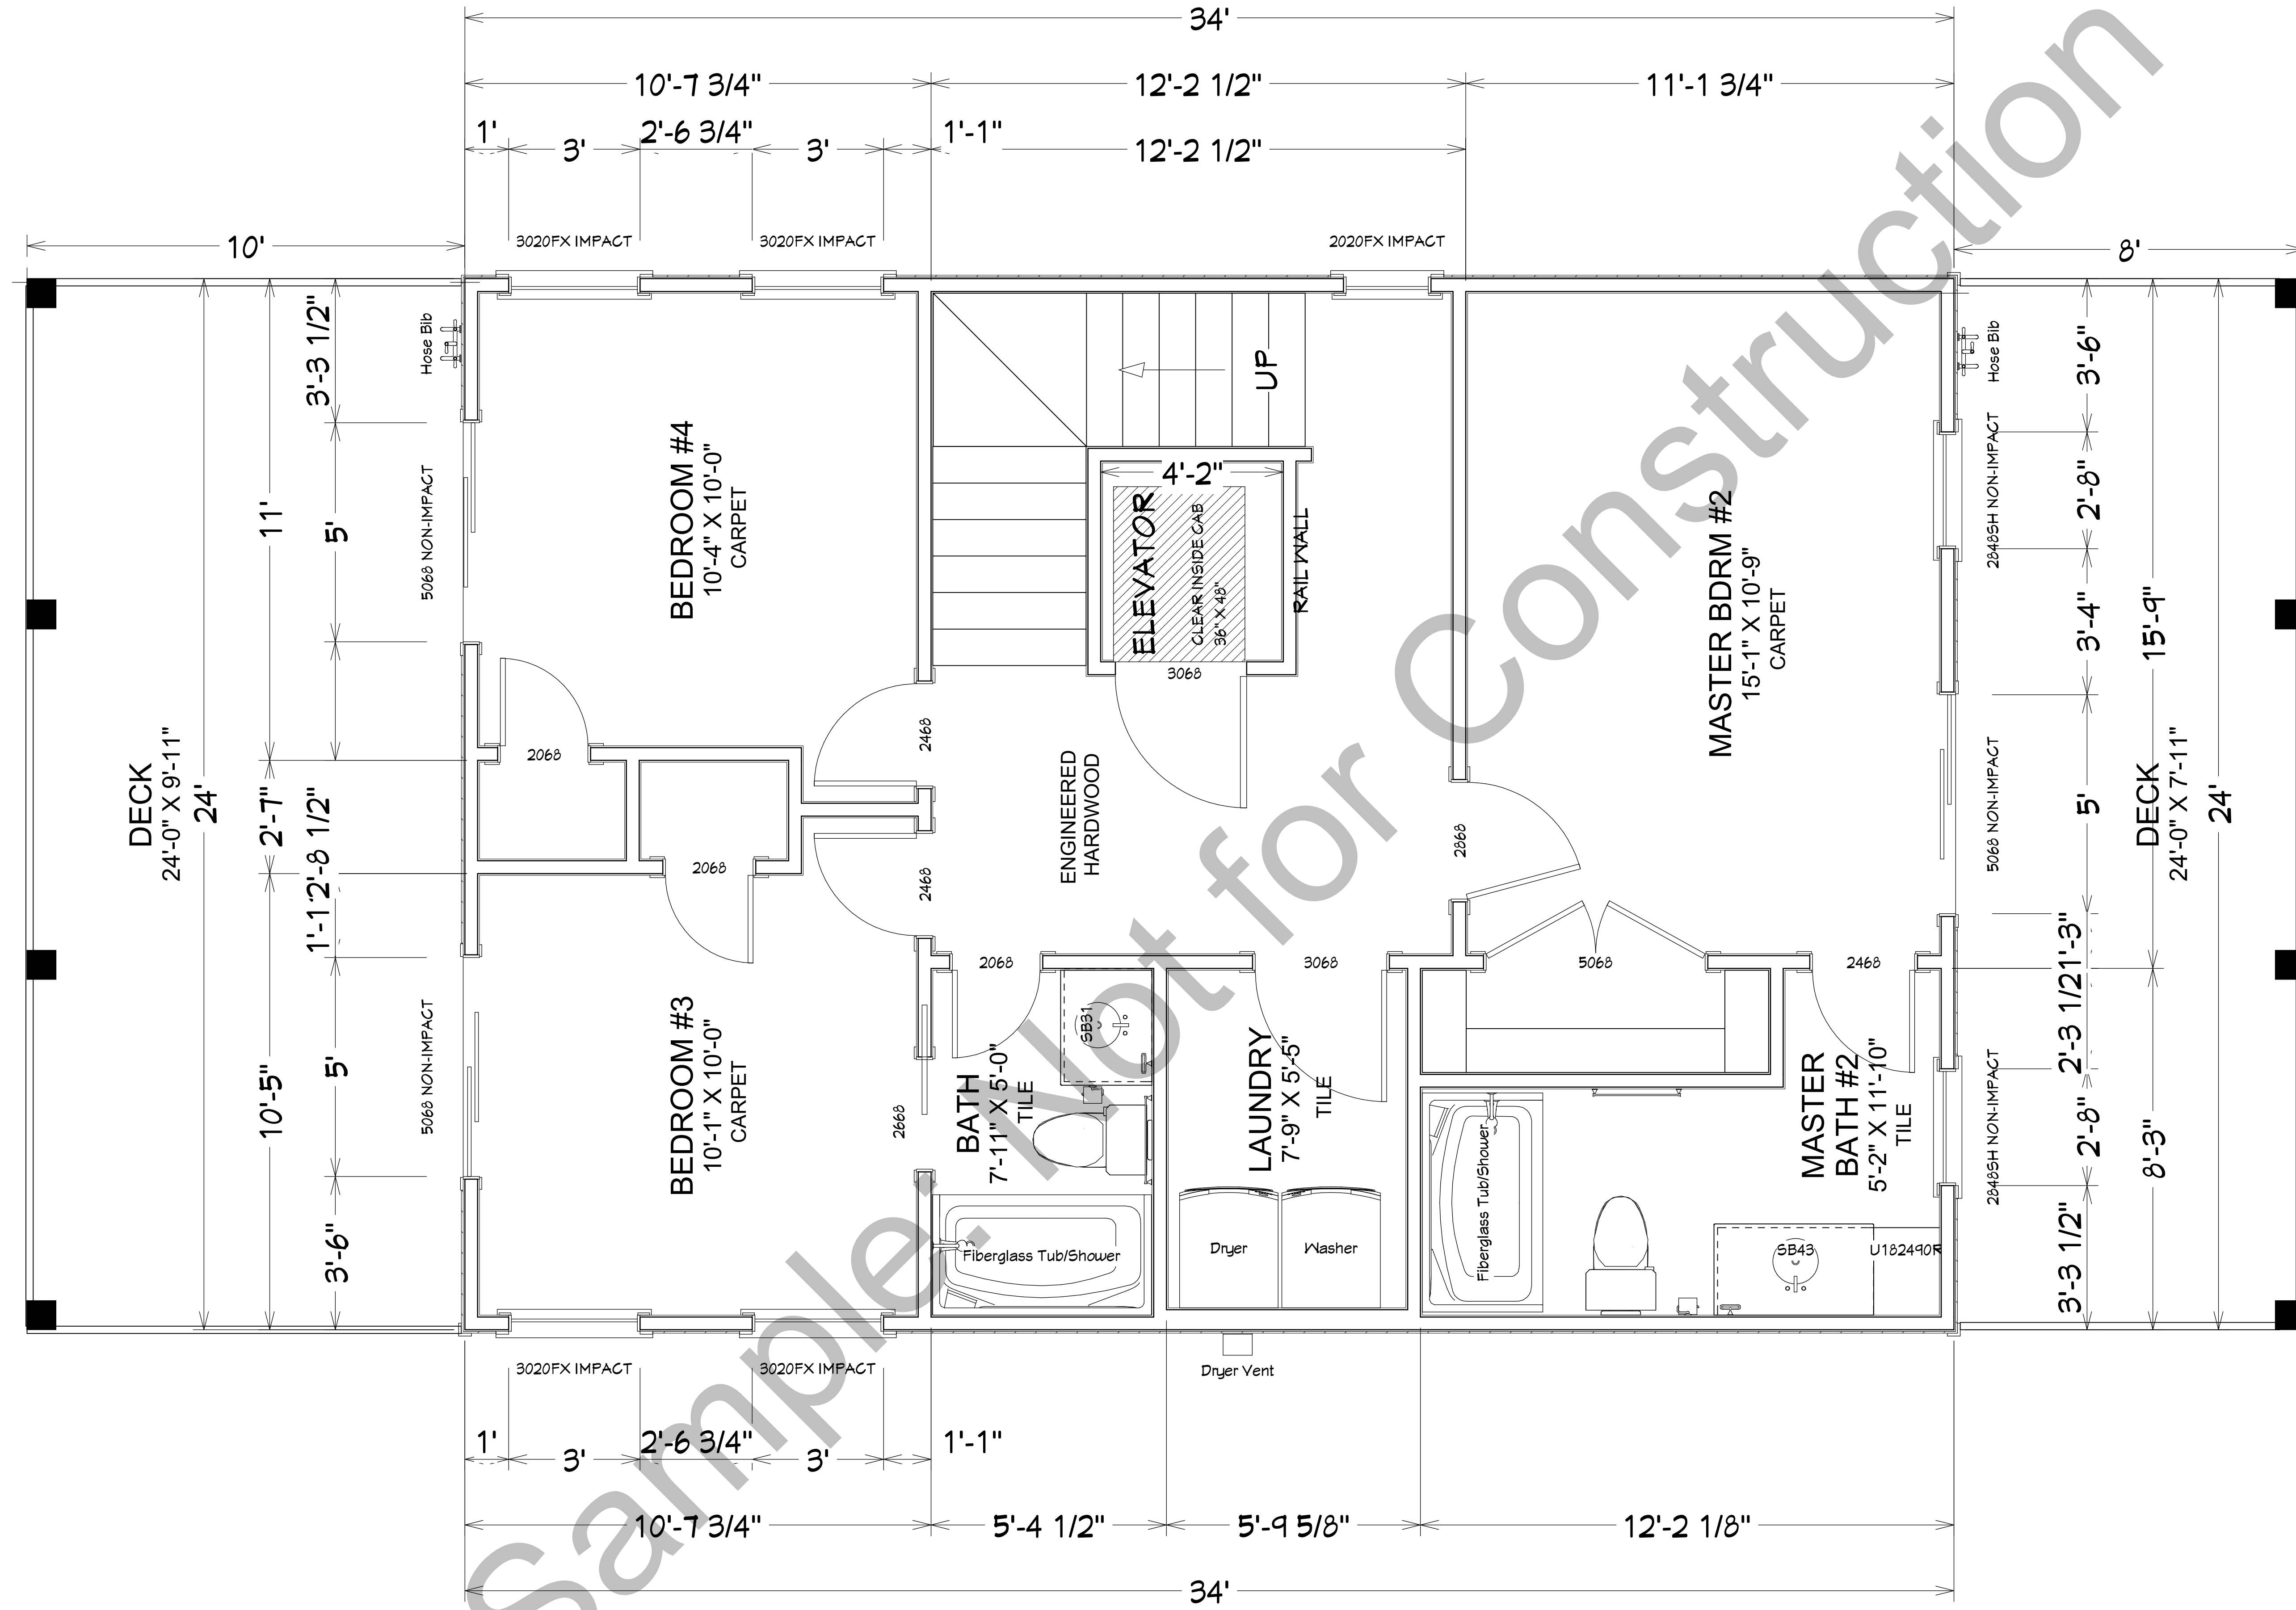 34'
10'-7 3/4"
12'-2 1/2"
11'-1 3/4"
1'
3'
2'-6 3/4"
3'
1'-1"
12'-2 1/2"
10'
3020FX IMPACT
3020FX IMPACT
2020FX IMPACT
8'
DECK
24'-0" X 9'-11"
24'
11'
2'-7"
10'-5"
3'-3 1/2"
5'
2'-8 1/2"
1'-11"
5'
3'-6"
Hose Bib
5068 NON-IMPACT
5068 NON-IMPACT
BEDROOM #4
10'-4" X 10'-0"
CARPET
2068
2068
2468
2468
BEDROOM #3
10'-1" X 10'-0"
CARPET
2668
UP
4'-2"
ELEVATOR
CLEAR INSIDE CAB
36" X 48"
RAIL WALL
3068
ENGINEERED
HARDWOOD
MASTER BDRM #2
15'-1" X 10'-9"
CARPET
2868
2068
3068
5068
2468
SB31
BATH
7'-11" X 5'-0"
TILE
Fiberglass Tub/Shower
LAUNDRY
7'-9" X 5'-5"
TILE
Dryer
Washer
Fiberglass Tub/Shower
MASTER
BATH #2
5'-2" X 11'-10"
TILE
SB43
U182490R
Hose Bib
2848SH NON-IMPACT
5068 NON-IMPACT
2848SH NON-IMPACT
3'-6"
2'-8"
3'-4"
5'
1'-3"
2'-3 1/2"
2'-8"
3'-3 1/2"
15'-9"
8'-3"
DECK
24'-0" X 7'-11"
24'
3020FX IMPACT
3020FX IMPACT
Dryer Vent
1'
3'
2'-6 3/4"
3'
1'-1"
10'-7 3/4"
5'-4 1/2"
5'-9 5/8"
12'-2 1/8"
34'
Sample: Not for Construction